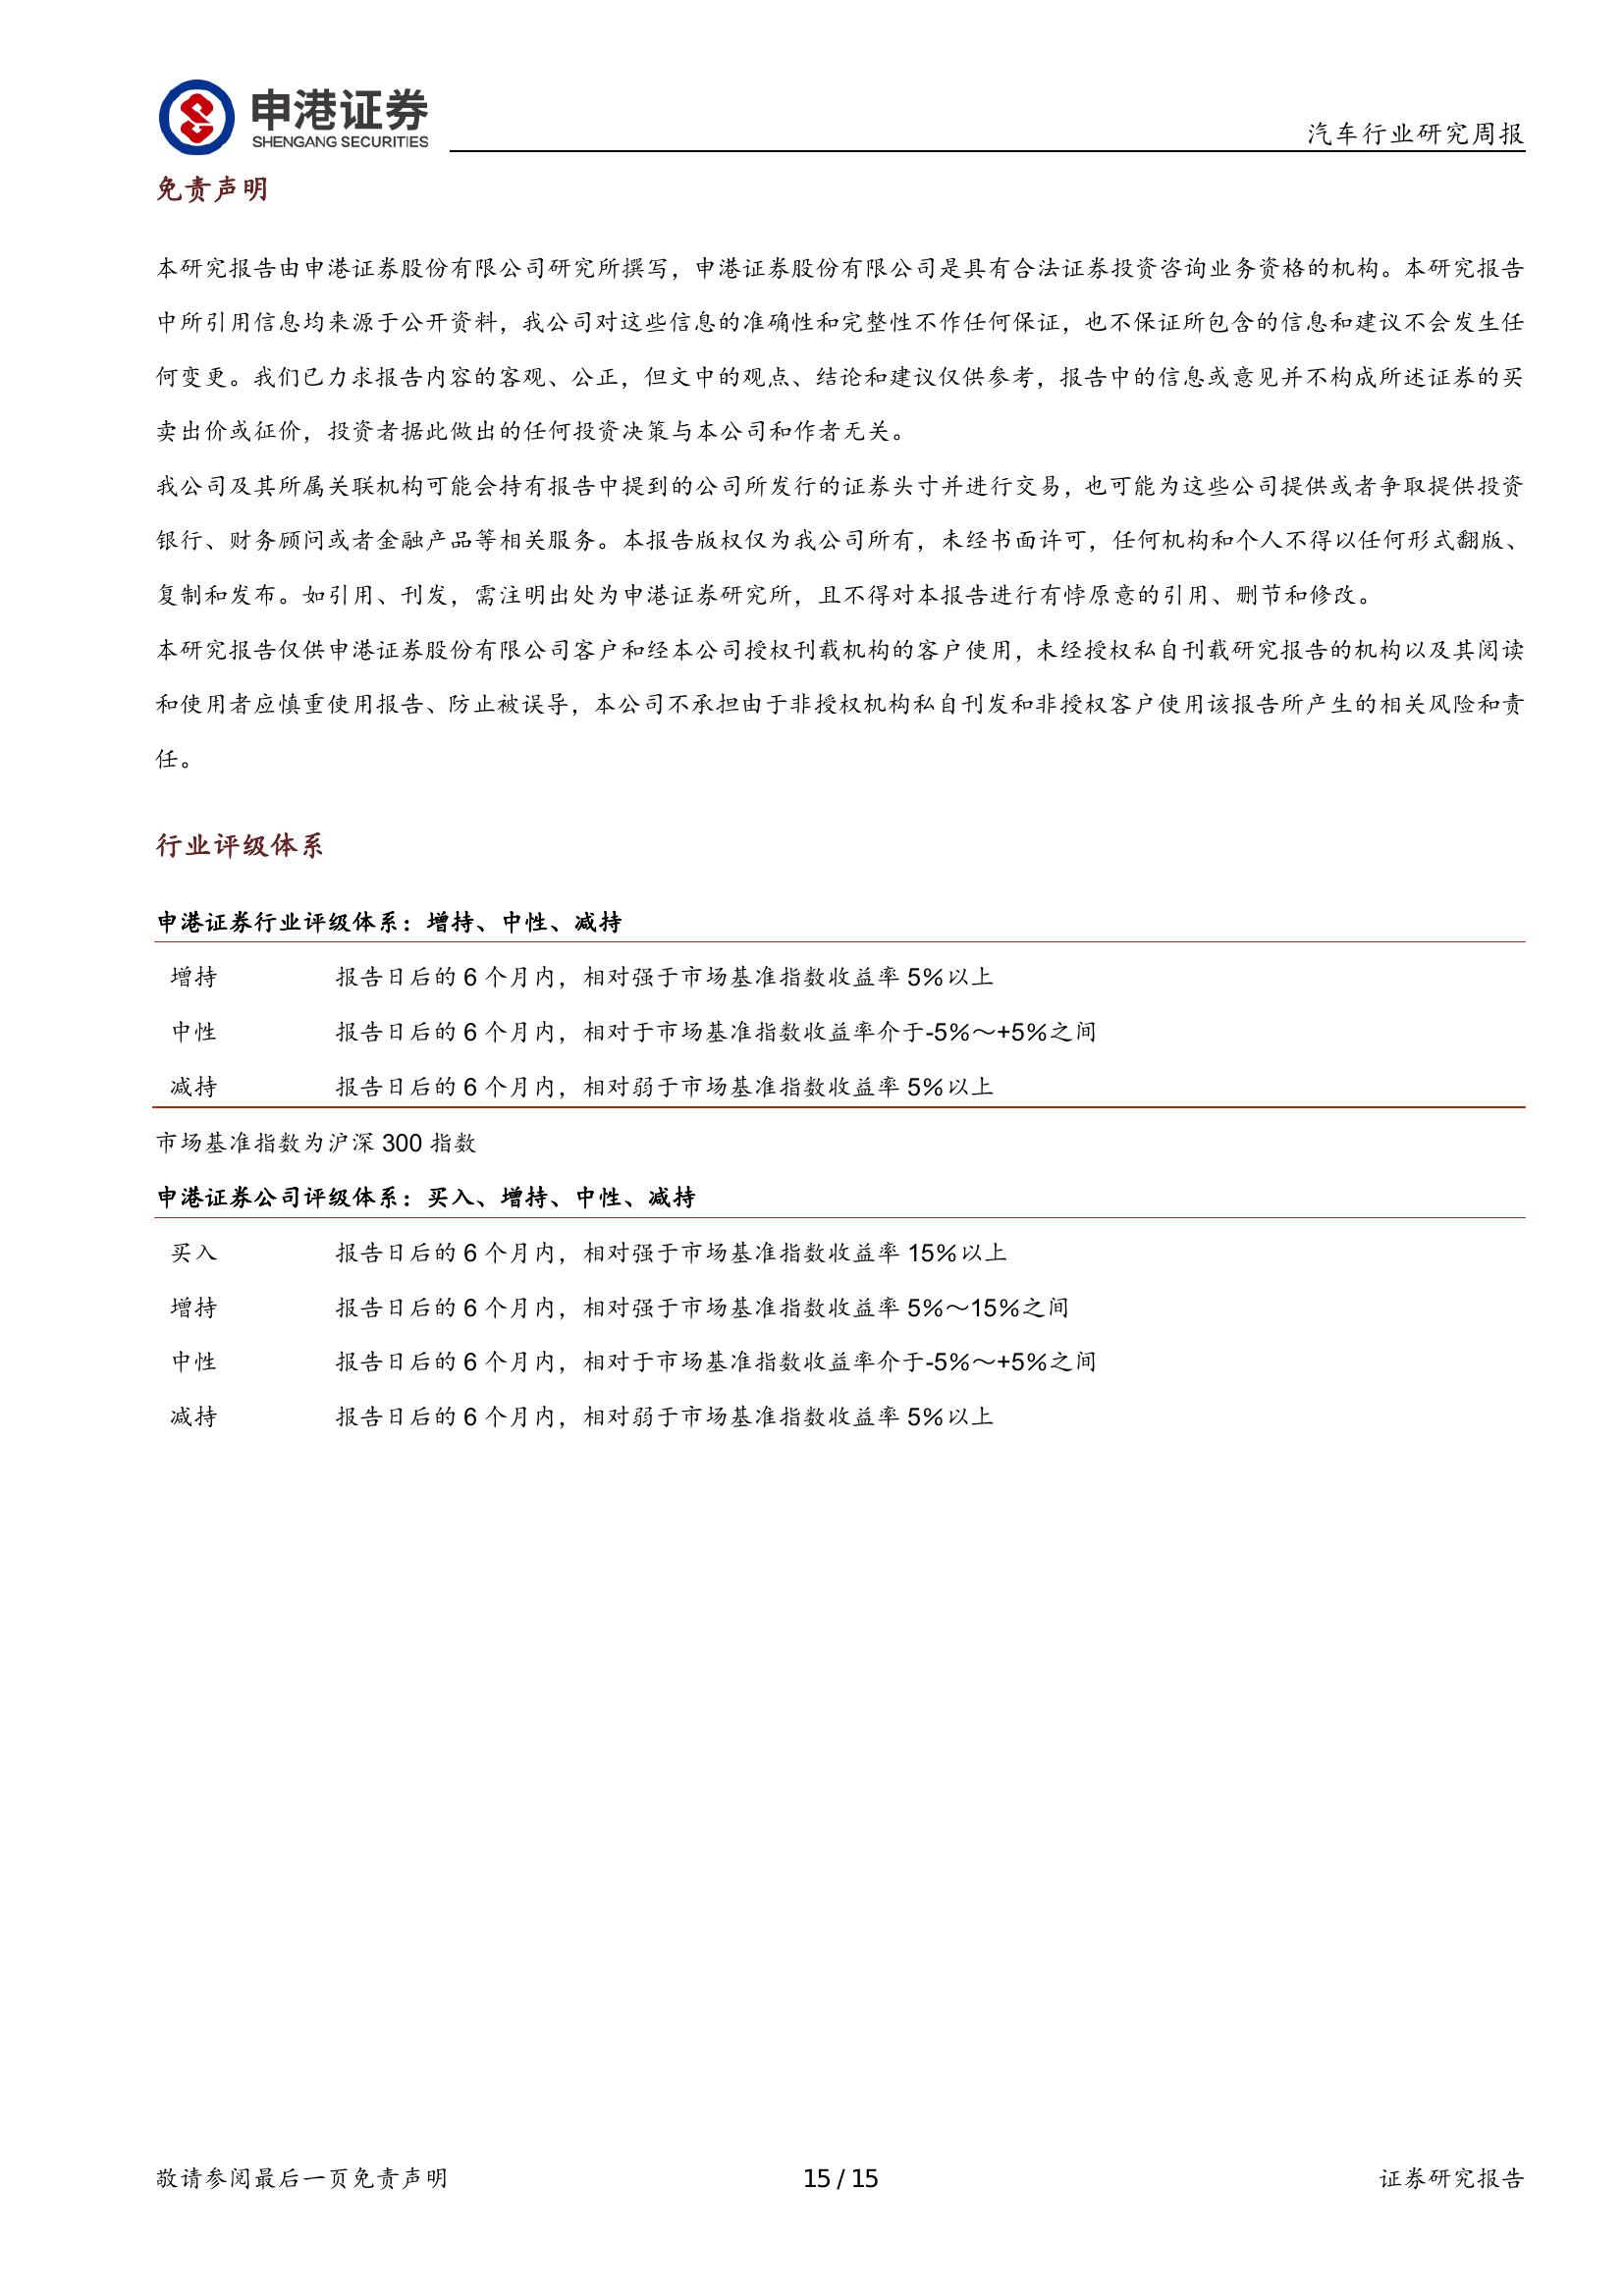 申港证券
SHENGANG SECURITIES
汽车行业研究周报
免责声明
本研究报告由申港证券股份有限公司研究所撰写，申港证券股份有限公司是具有合法证券投资咨询业务资格的机构。本研究报告
中所引用信息均来源于公开资料，我公司对这些信息的准确性和完整性不作任何保证，也不保证所包含的信息和建议不会发生任
何变更。我们已力求报告内容的客观、公正，但文中的观点、结论和建议仅供参考，报告中的信息或意见并不构成所述证券的买
卖出价或征价，投资者据此做出的任何投资决策与本公司和作者无关。
我公司及其所属关联机构可能会持有报告中提到的公司所发行的证券头寸并进行交易，也可能为这些公司提供或者争取提供投资
银行、财务顾问或者金融产品等相关服务。本报告版权仅为我公司所有，未经书面许可，任何机构和个人不得以任何形式翻版、
复制和发布。如引用、刊发，需注明出处为申港证券研究所，且不得对本报告进行有悖原意的引用、删节和修改。
本研究报告仅供申港证券股份有限公司客户和经本公司授权刊载机构的客户使用，未经授权私自刊载研究报告的机构以及其阅读
和使用者应慎重使用报告、防止被误导，本公司不承担由于非授权机构私自刊发和非授权客户使用该报告所产生的相关风险和责
任。
行业评级体系
申港证券行业评级体系：增持、中性、减持
增持 报告日后的 6 个月内，相对强于市场基准指数收益率 5％以上
中性 报告日后的 6 个月内，相对于市场基准指数收益率介于-5％～+5％之间
减持 报告日后的 6 个月内，相对弱于市场基准指数收益率 5％以上
市场基准指数为沪深 300 指数
申港证券公司评级体系：买入、增持、中性、减持
买入 报告日后的 6 个月内，相对强于市场基准指数收益率 15％以上
增持 报告日后的 6 个月内，相对强于市场基准指数收益率 5％～15％之间
中性 报告日后的 6 个月内，相对于市场基准指数收益率介于-5％～+5％之间
减持 报告日后的 6 个月内，相对弱于市场基准指数收益率 5％以上
敬请参阅最后一页免责声明 15 / 15 证券研究报告